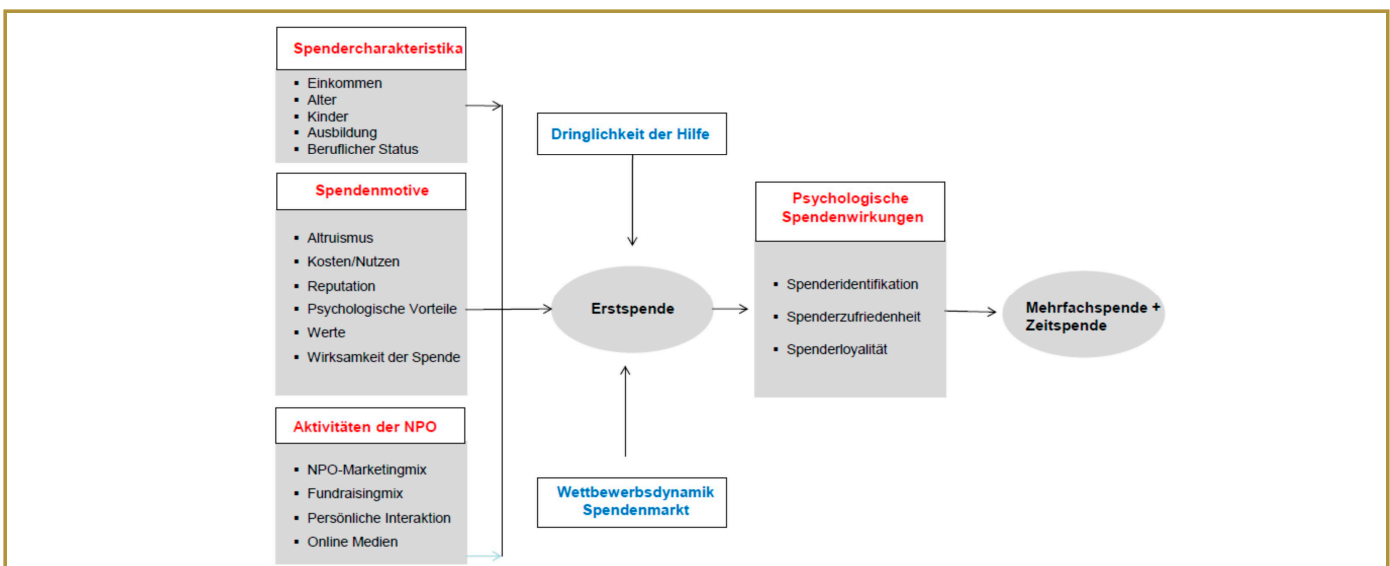 Spendercharakteristika
▪ Einkommen
▪ Alter
▪ Kinder
▪ Ausbildung
▪ Beruflicher Status
Spendenmotive
▪ Altruismus
▪ Kosten/Nutzen
▪ Reputation
▪ Psychologische Vorteile
▪ Werte
▪ Wirksamkeit der Spende
Aktivitäten der NPO
▪ NPO-Marketingmix
▪ Fundraisingmix
▪ Persönliche Interaktion
▪ Online Medien
Dringlichkeit der Hilfe
Erstspende
Wettbewerbsdynamik
Spendenmarkt
Psychologische
Spendenwirkungen
▪ Spenderidentifikation
▪ Spenderzufriedenheit
▪ Spenderloyalität
Mehrfachspende +
Zeitspende